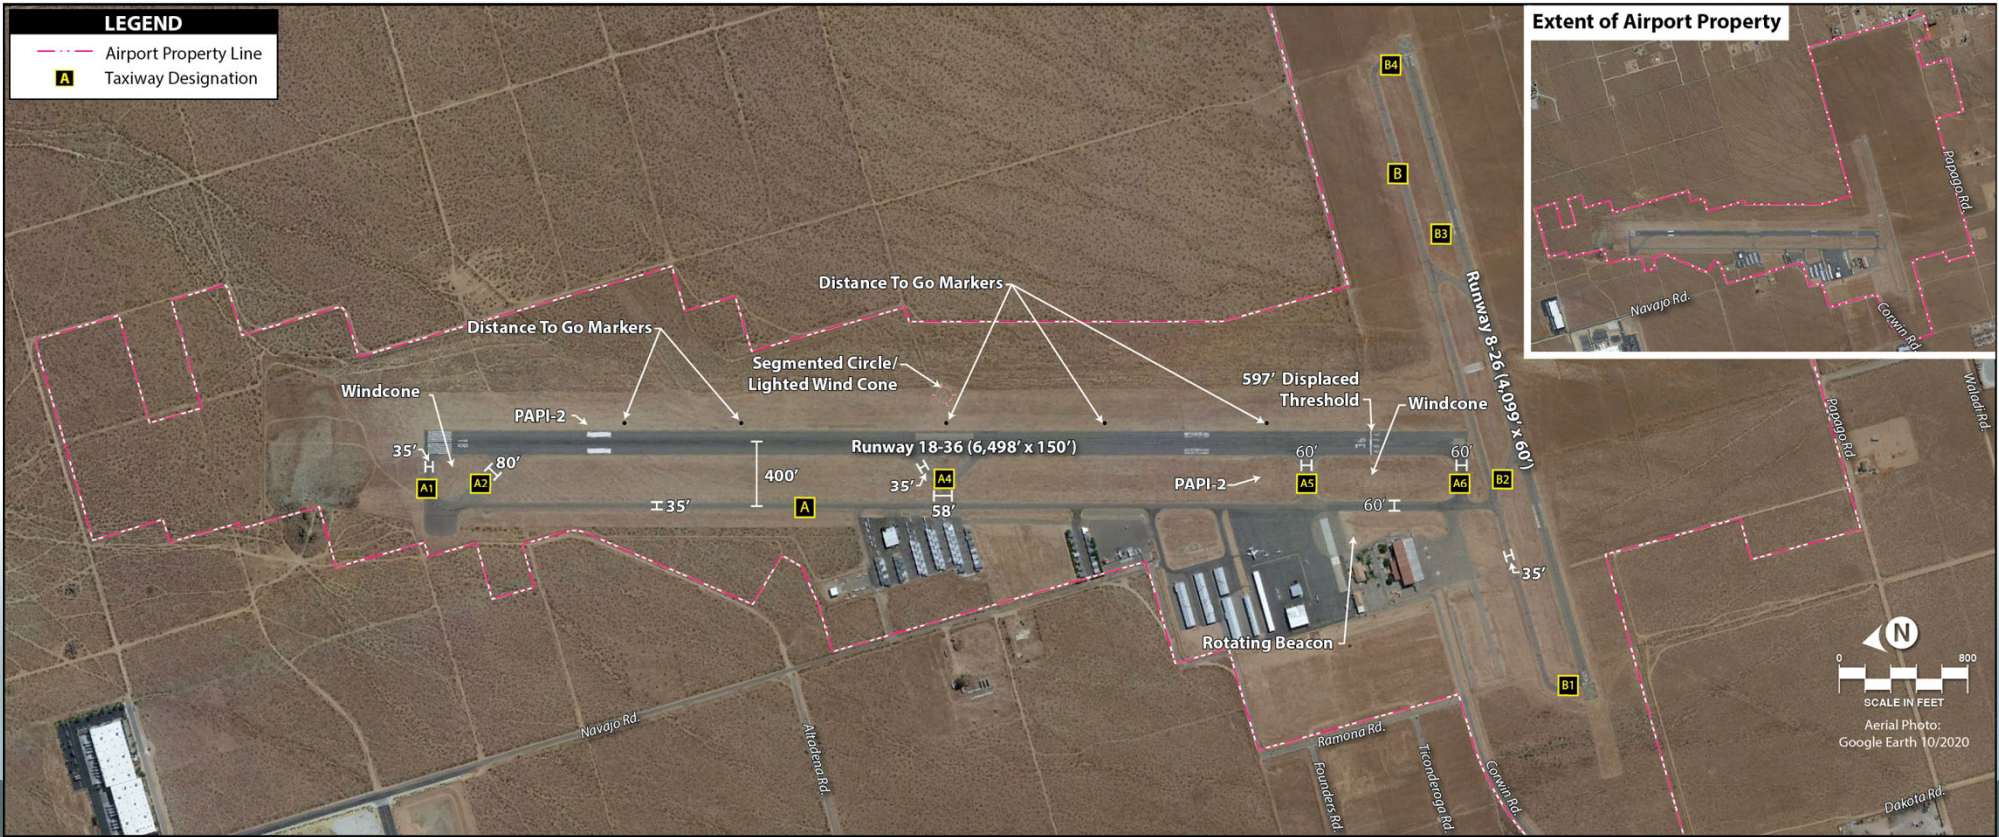 LEGEND
Airport Property Line
A
Taxiway Designation
Extent of Airport Property
Papago Rd.
Navajo Rd.
Corwin Rd.
B4
B
B3
Runway 8-26 (4,099’ x 60’)
Distance To Go Markers
Distance To Go Markers
Segmented Circle/
Lighted Wind Cone
597’ Displaced
Threshold
Windcone
Windcone
PAPI-2
Runway 18-36 (6,498’ x 150’)
18
36
35’
80’
A1
A2
400’
35’
A
35’
A4
58’
PAPI-2
60’
A5
60’
60’
A6
B2
35’
Rotating Beacon
B1
Papago Rd.
Waladi Rd.
Navajo Rd.
Altadena Rd.
Ramona Rd.
Founders Rd.
Ticonderoga Rd.
Corwin Rd.
Dakota Rd.
N
0 800
SCALE IN FEET
Aerial Photo:
Google Earth 10/2020